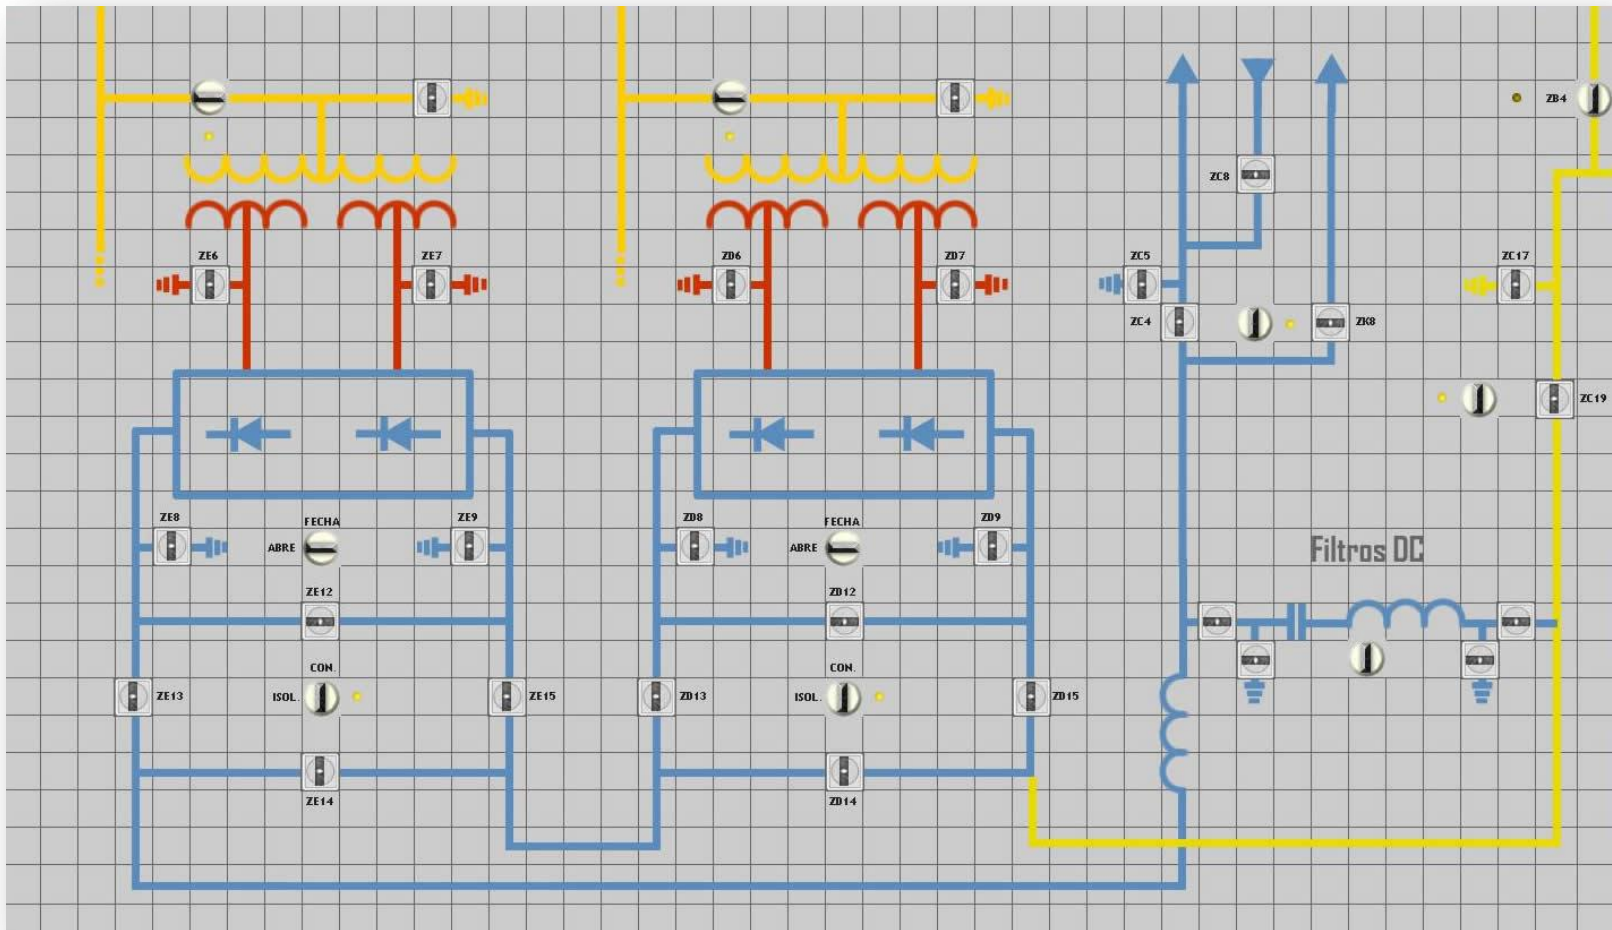 ZB4
ZC8
ZE6
ZE7
ZD6
ZD7
ZC5
ZC17
ZC4
ZK8
ZC19
ZE8
FECHA
ZE9
ZD8
FECHA
ZD9
ABRE
ABRE
Filtros DC
ZE12
ZD12
CON.
CON.
ZE13
ISOL.
ZE15
ZD13
ISOL.
ZD15
ZE14
ZD14